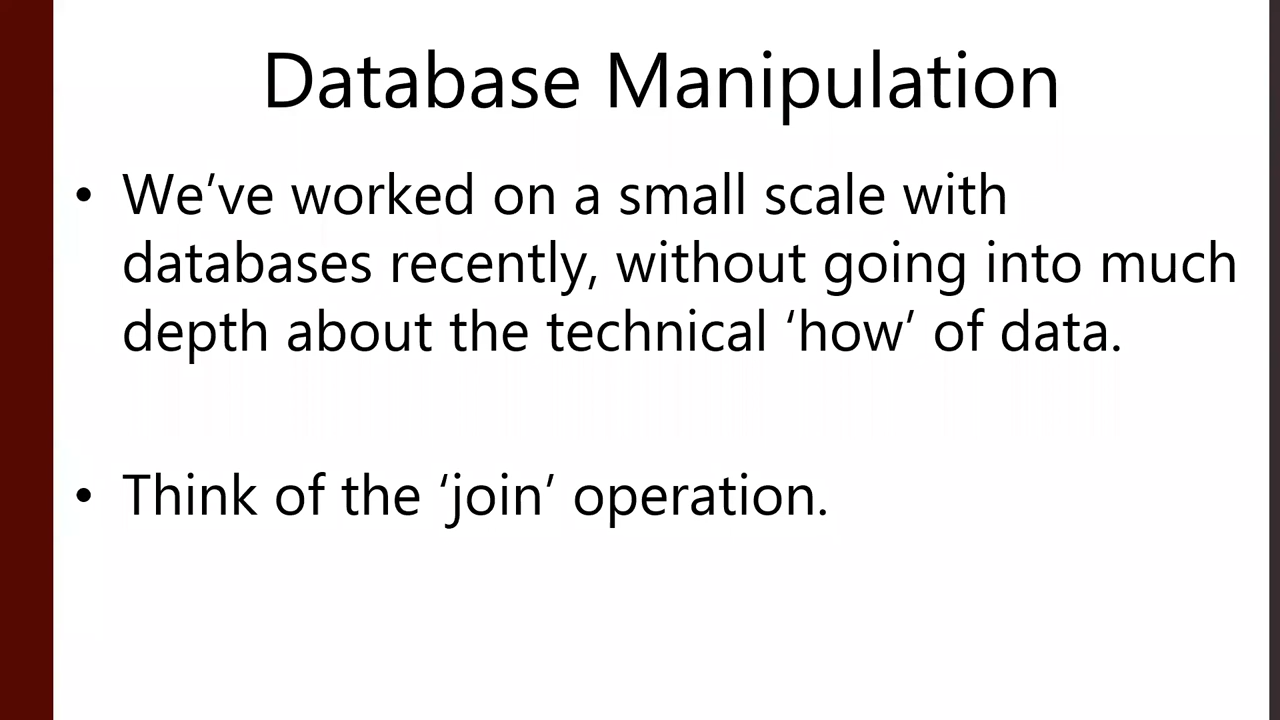 Database Manipulation
• We’ve worked on a small scale with
databases recently, without going into much
depth about the technical ‘how’ of data.
• Think of the ‘join’ operation.